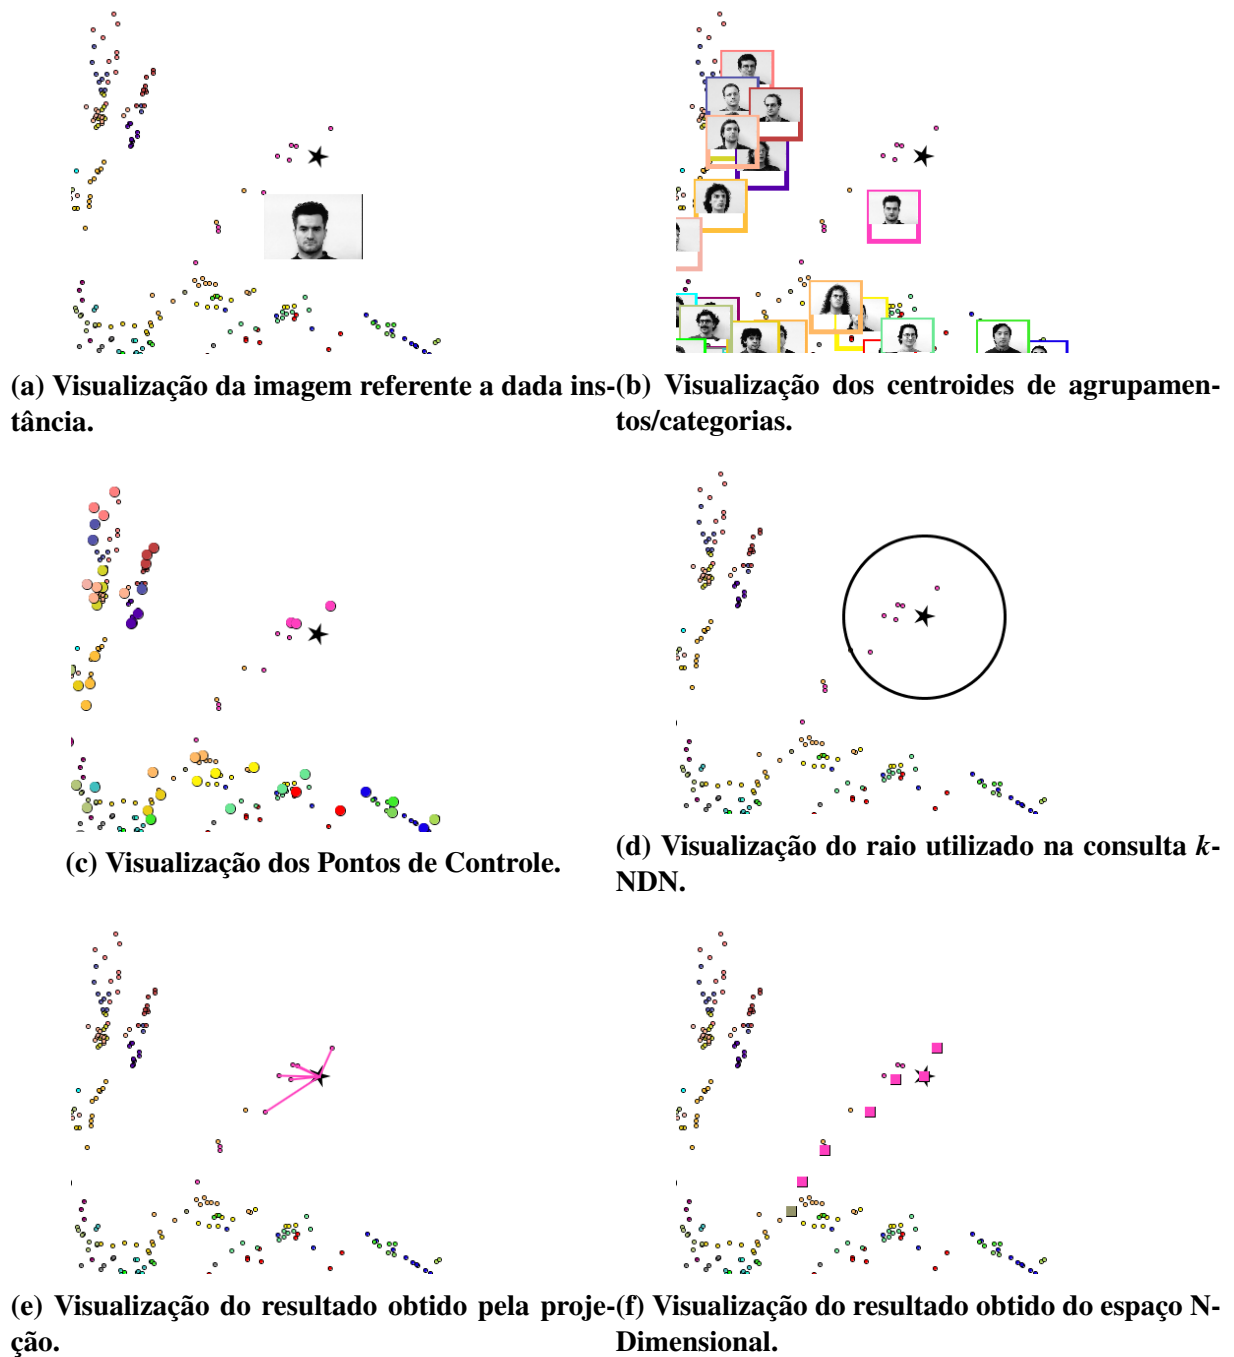 (a) Visualização da imagem referente a dada ins-
tância.
(b) Visualização dos centroides de agrupamen-
tos/categorias.
(c) Visualização dos Pontos de Controle.
(d) Visualização do raio utilizado na consulta k-
NDN.
(e) Visualização do resultado obtido pela proje-
ção.
(f) Visualização do resultado obtido do espaço N-
Dimensional.